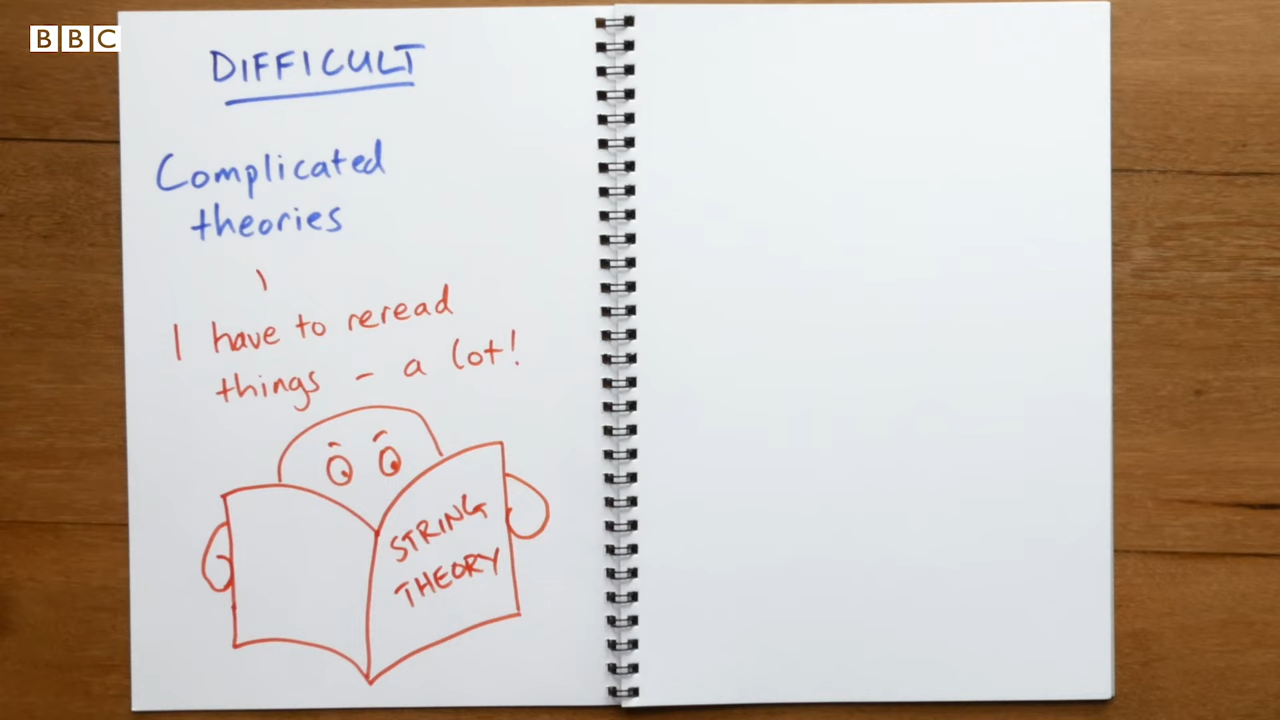 BBC
DIFFICULT
Complicated
theories
I have to reread
things - a lot!
STRING
THEORY